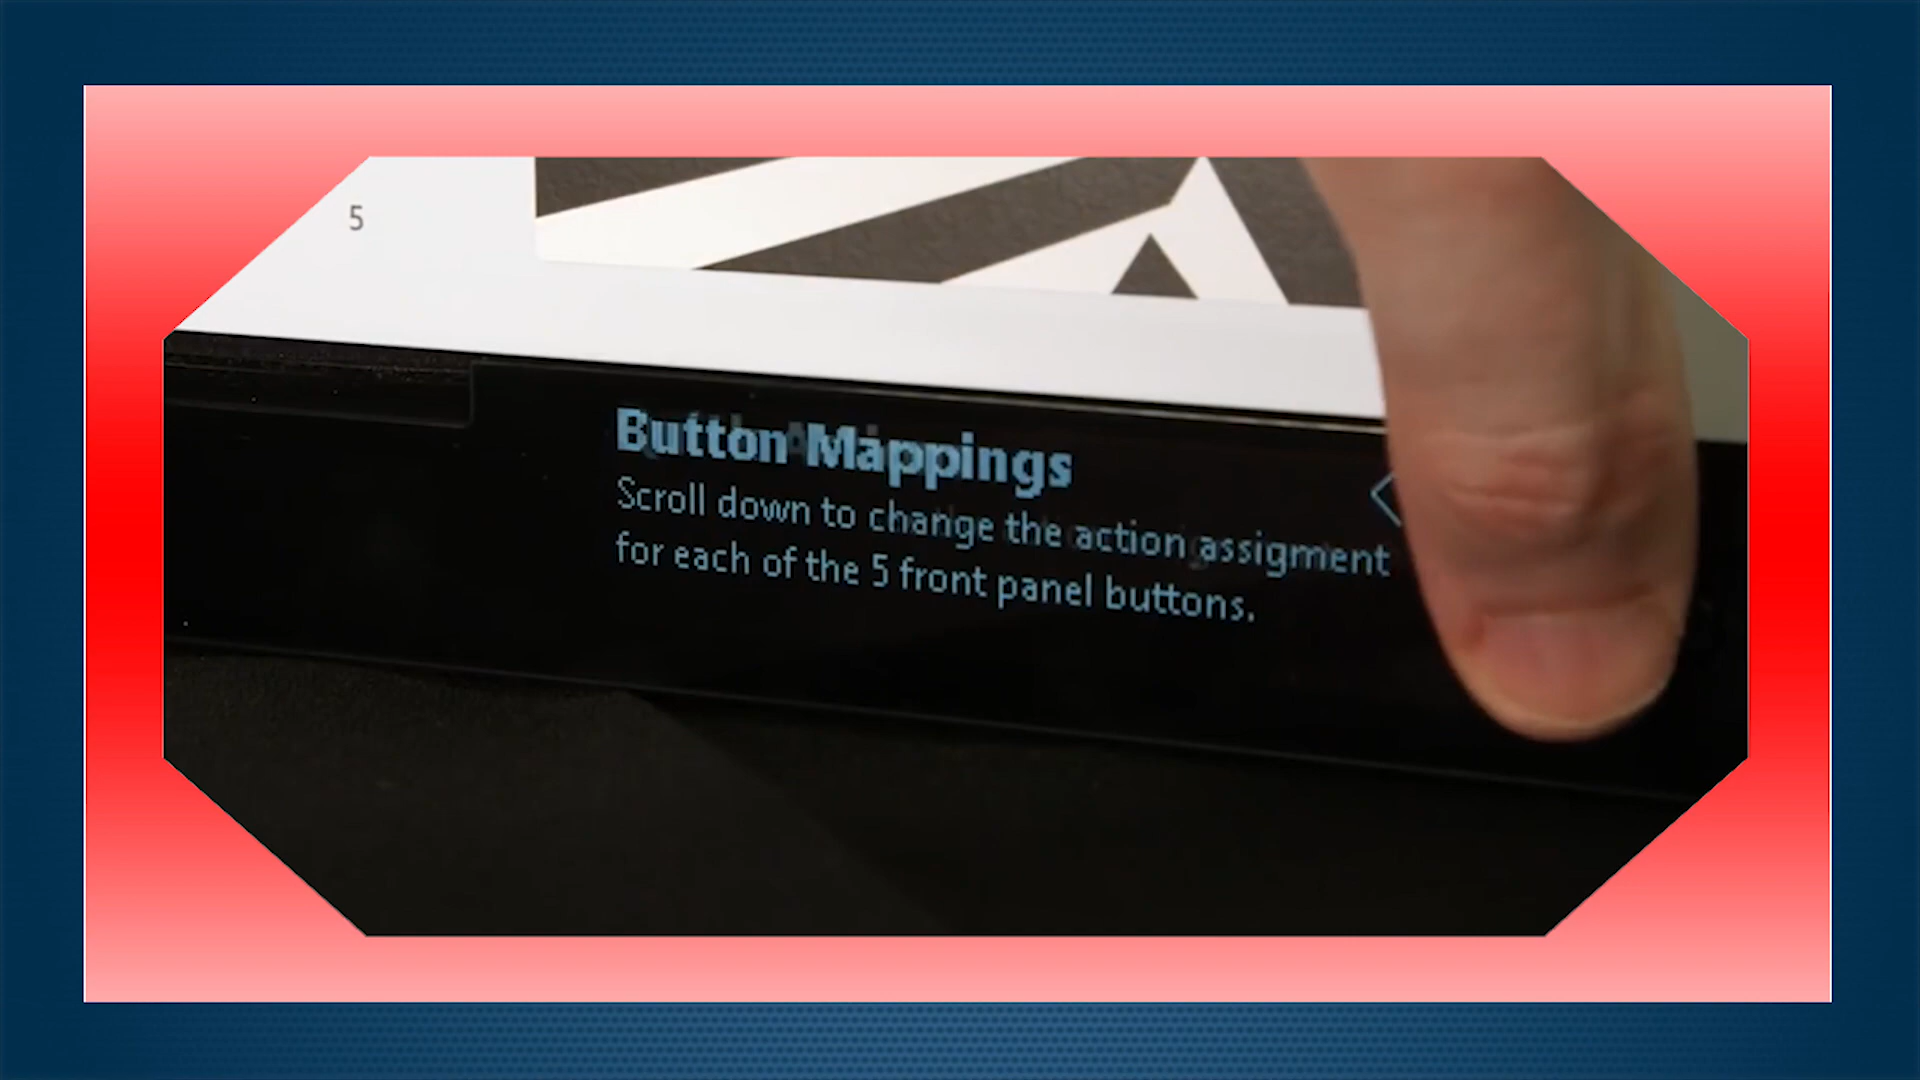 5
Button Mappings
Scroll down to change the action assigment
for each of the 5 front panel buttons.